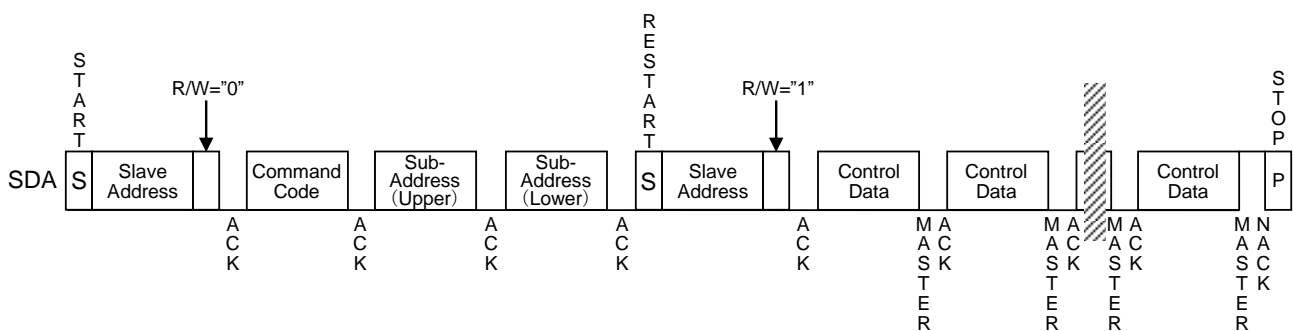 START
R/W="0"
RESTART
R/W="1"
STOP
SDA
S
Slave
Address
Command
Code
Sub-
Address
(Upper)
Sub-
Address
(Lower)
S
Slave
Address
Control
Data
Control
Data
Control
Data
P
ACK
ACK
ACK
ACK
ACK
MASTER
ACK
MASTER
ACK
MASTER
ACK
MASTER
NACK